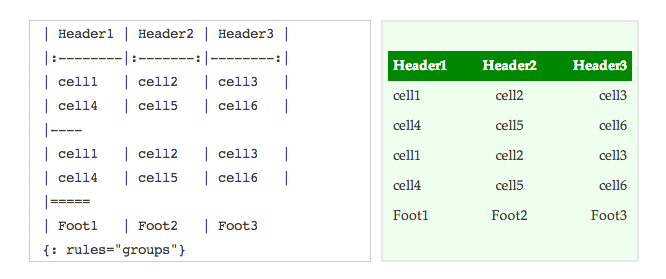 | Header1 | Header2 | Header3 |
|:--------|:-------:|--------:|
| cell1   | cell2   | cell3   |
| cell4   | cell5   | cell6   |
|----
| cell1   | cell2   | cell3   |
| cell4   | cell5   | cell6   |
|=====
| Foot1   | Foot2   | Foot3
{: rules="groups"}
Header1 Header2 Header3
cell1 cell2 cell3
cell4 cell5 cell6
cell1 cell2 cell3
cell4 cell5 cell6
Foot1 Foot2 Foot3